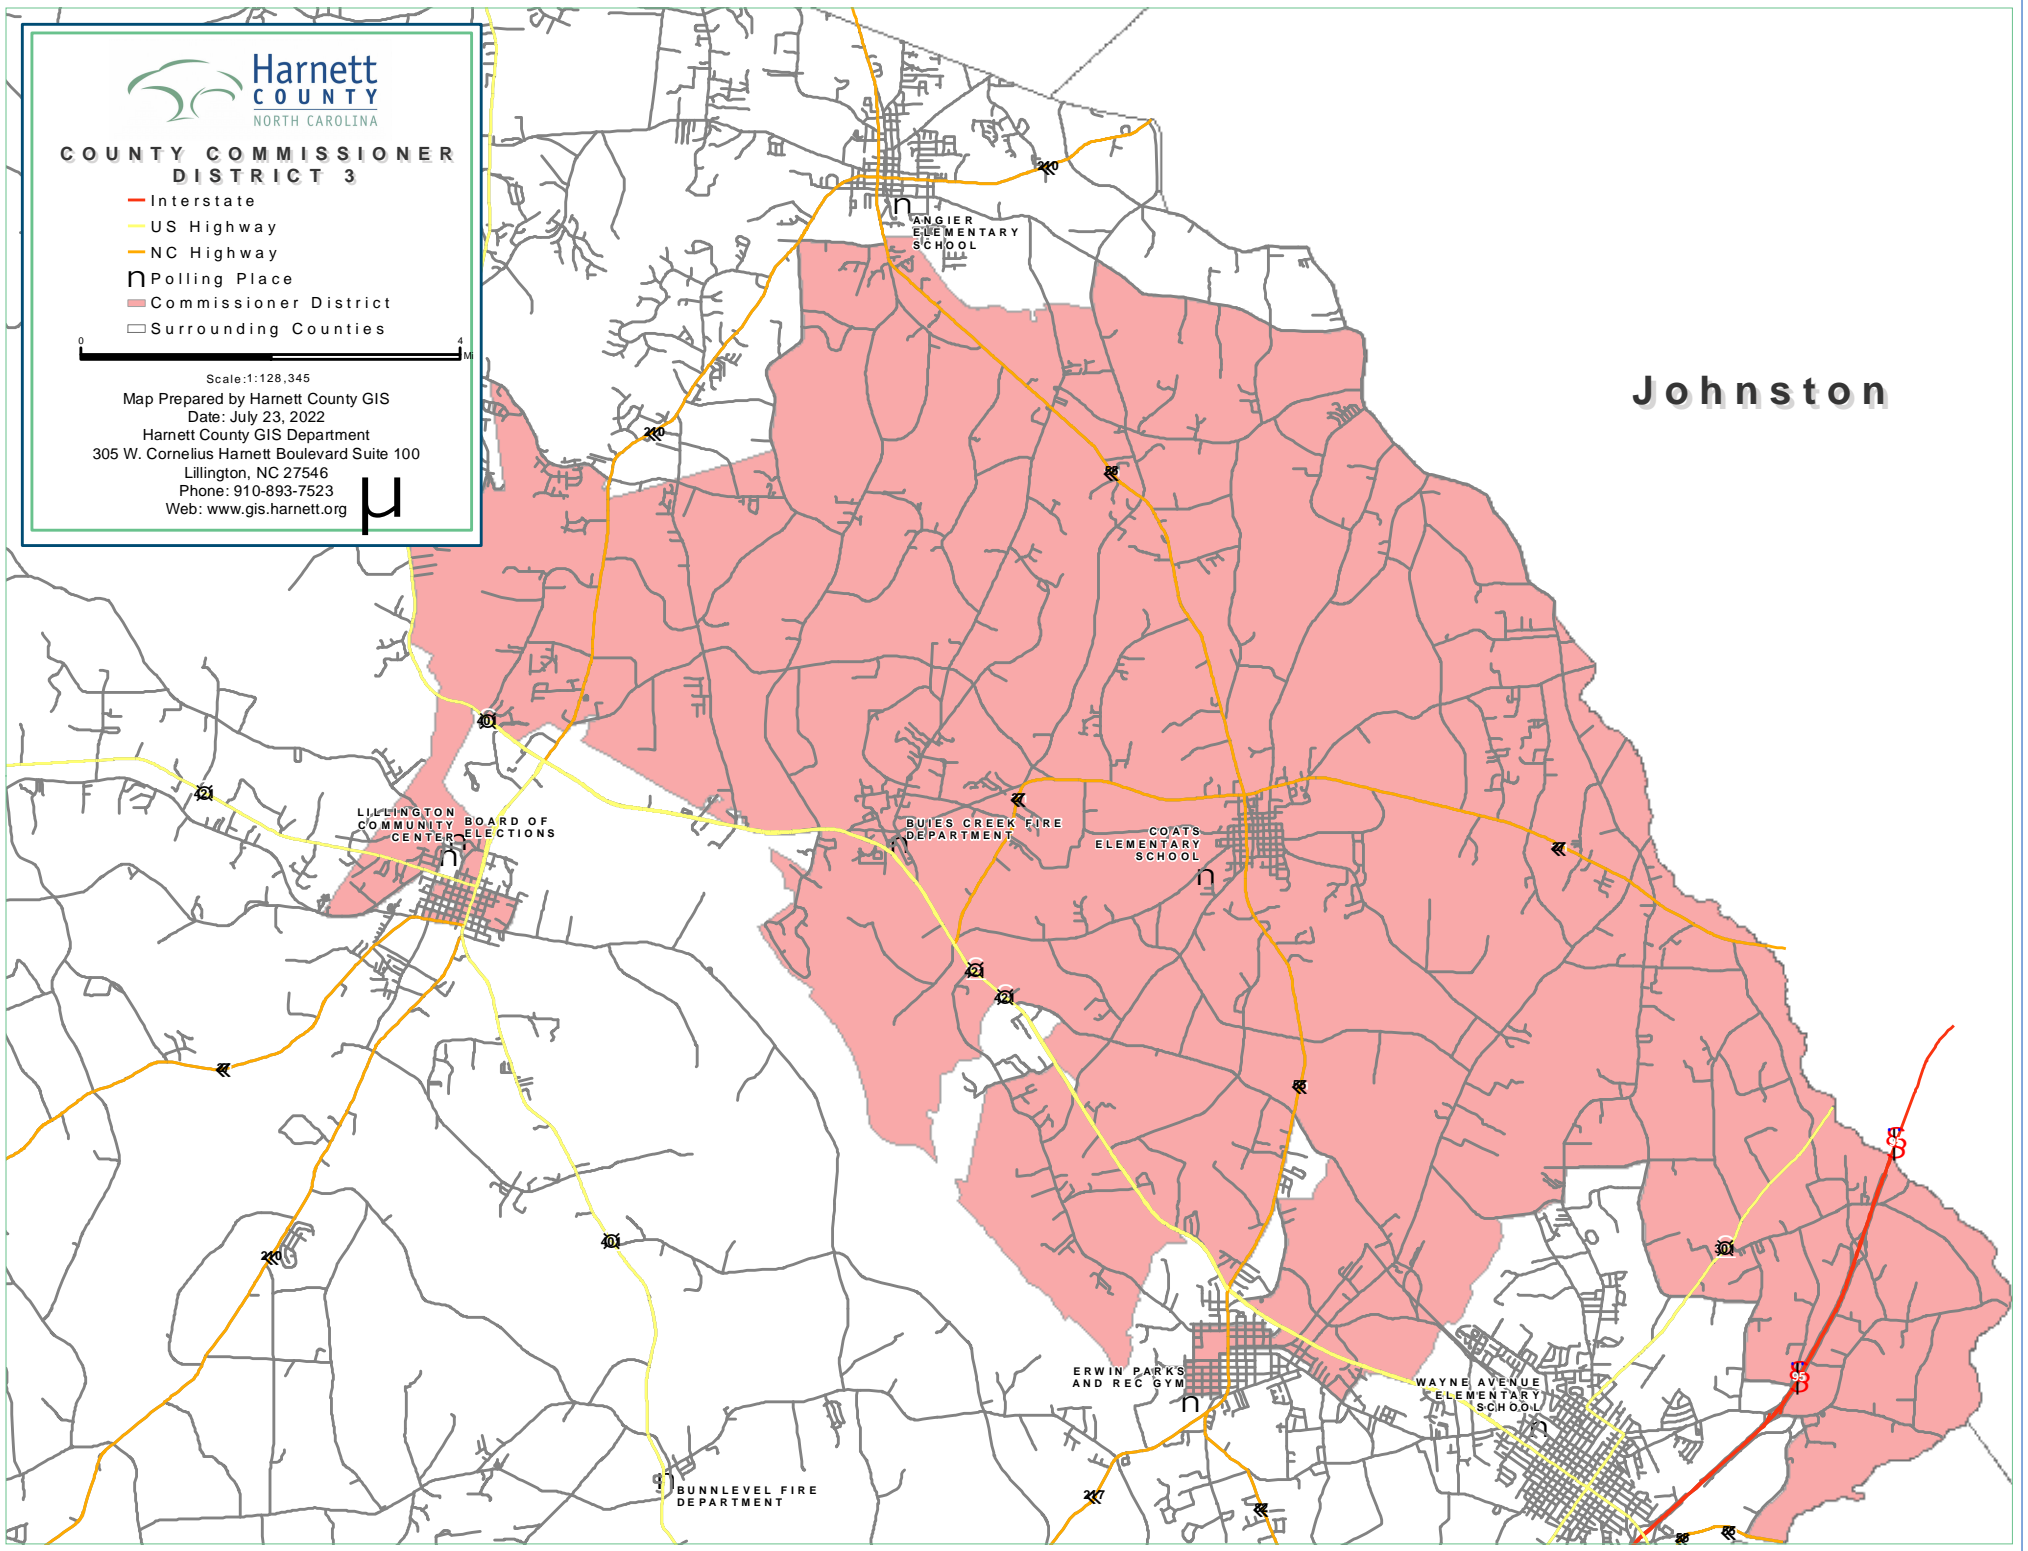 Harnett
COUNTY
NORTH CAROLINA
COUNTY COMMISSIONER
DISTRICT 3
Interstate
US Highway
NC Highway
n Polling Place
Commissioner District
Surrounding Counties
0 4
Mi
Scale:1:128,345
Map Prepared by Harnett County GIS
Date: July 23, 2022
Harnett County GIS Department
305 W. Cornelius Harnett Boulevard Suite 100
Lillington, NC 27546
Phone: 910-893-7523
Web: www.gis.harnett.org
µ
210
ANGIER
ELEMENTARY
SCHOOL
Johnston
210
55
401
421
LILLINGTON
COMMUNITY
CENTER
BOARD OF
ELECTIONS
27
BUIES CREEK FIRE
DEPARTMENT
COATS
ELEMENTARY
SCHOOL
27
421
421
27
55
95
210
401
301
ERWIN PARKS
AND REC GYM
95
WAYNE AVENUE
ELEMENTARY
SCHOOL
BUNNLEVEL FIRE
DEPARTMENT
217
82
55
55